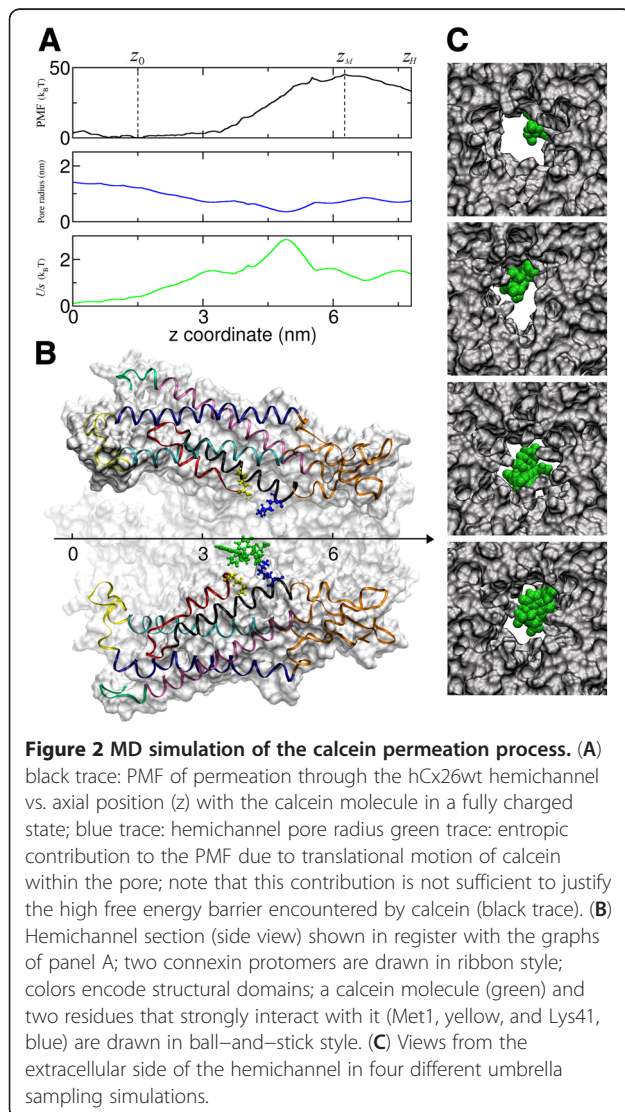 A
C
z0 zM zH
50
PMF (kBT)
0
2
Pore radius (nm)
0
2
Us (kBT)
0
0 3 6
z coordinate (nm)
B
0 3 6
Figure 2 MD simulation of the calcein permeation process. (A)
black trace: PMF of permeation through the hCx26wt hemichannel
vs. axial position (z) with the calcein molecule in a fully charged
state; blue trace: hemichannel pore radius green trace: entropic
contribution to the PMF due to translational motion of calcein
within the pore; note that this contribution is not sufficient to justify
the high free energy barrier encountered by calcein (black trace). (B)
Hemichannel section (side view) shown in register with the graphs
of panel A; two connexin protomers are drawn in ribbon style;
colors encode structural domains; a calcein molecule (green) and
two residues that strongly interact with it (Met1, yellow, and Lys41,
blue) are drawn in ball−and−stick style. (C) Views from the
extracellular side of the hemichannel in four different umbrella
sampling simulations.